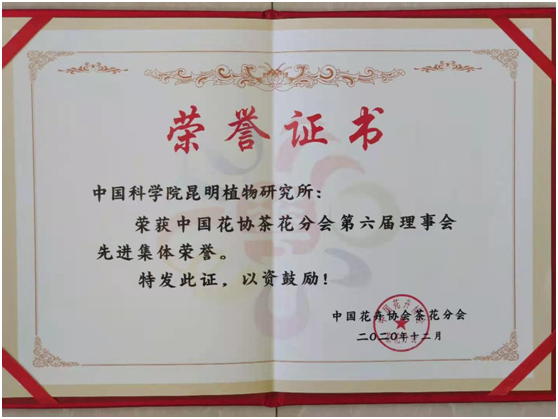 荣誉证书
中国科学院昆明植物研究所：
荣获中国花协茶花分会第六届理事会
先进集体荣誉。
特发此证，以资鼓励！
中国花卉协会茶花分会
二〇二〇年十二月